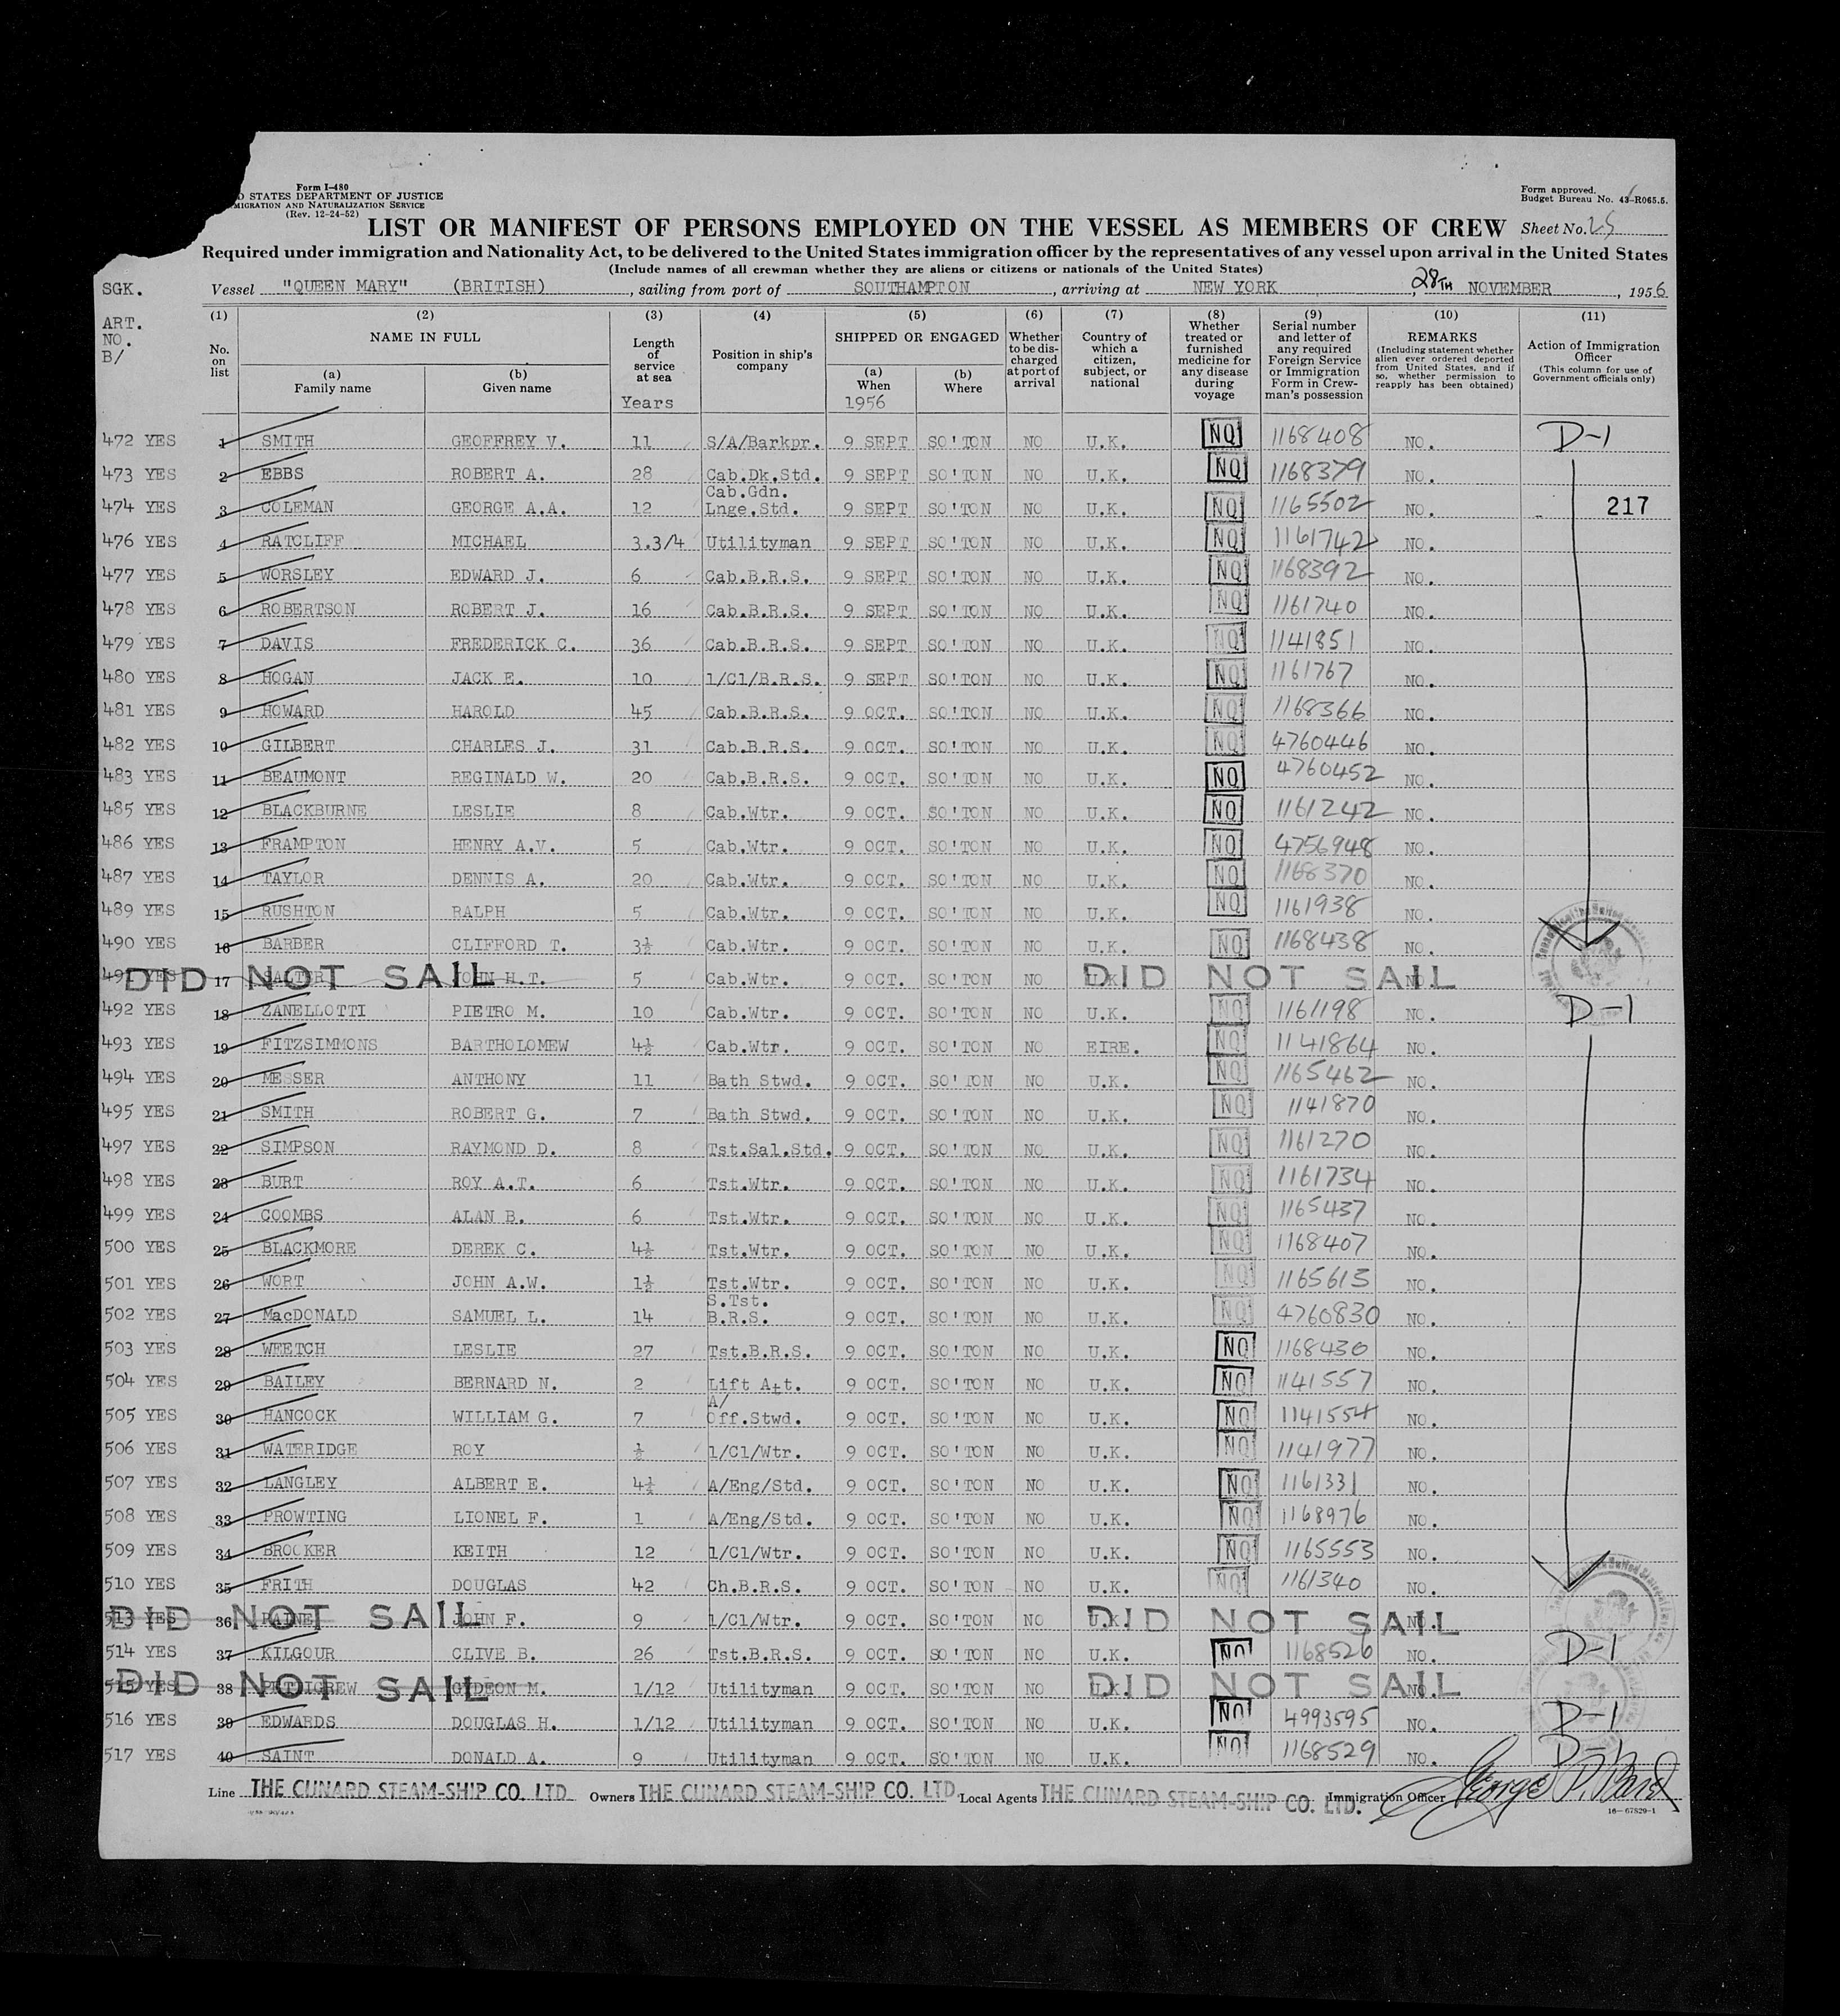 Form I-480
D STATES DEPARTMENT OF JUSTICE
MIGRATION AND NATURALIZATION SERVICE
(Rev. 12-24-52)
Form approved.
Budget Bureau No. 43-R065.5.
LIST OR MANIFEST OF PERSONS EMPLOYED ON THE VESSEL AS MEMBERS OF CREW Sheet No. 25
Required under immigration and Nationality Act, to be delivered to the United States immigration officer by the representatives of any vessel upon arrival in the United States
(Include names of all crewman whether they are aliens or citizens or nationals of the United States)
SGK. Vessel "QUEEN MARY" (BRITISH), sailing from port of SOUTHAMPTON, arriving at NEW YORK, 28TH NOVEMBER, 1956
ART. NO. B/
(1) No. on list
(2) NAME IN FULL
(a) Family name
(b) Given name
(3) Length of service at sea
Years
(4) Position in ship's company
(5) SHIPPED OR ENGAGED
(a) When
1956
(b) Where
(6) Whether to be discharged at port of arrival
(7) Country of which a citizen, subject, or national
(8) Whether treated or furnished medicine for any disease during voyage
(9) Serial number and letter of any required Foreign Service or Immigration Form in Crewman's possession
(10) REMARKS
(Including statement whether alien ever ordered deported from United States, and if so, whether permission to reapply has been obtained)
(11) Action of Immigration Officer
(This column for use of Government officials only)
472 YES 1 SMITH GEOFFREY V. 11 S/A/Barkpr. 9 SEPT SO'TON NO U.K. NO 1168408 NO. D-1
473 YES 2 EBBS ROBERT A. 28 Cab.Dk.Std. 9 SEPT SO'TON NO U.K. NO 1168379 NO.
474 YES 3 COLEMAN GEORGE A.A. 12 Cab.Gdn. Lnge.Std. 9 SEPT SO'TON NO U.K. NO 1165502 NO. 217
476 YES 4 RATCLIFF MICHAEL 3.3/4 Utilityman 9 SEPT SO'TON NO U.K. NO 1161742 NO.
477 YES 5 WORSLEY EDWARD J. 6 Cab.B.R.S. 9 SEPT SO'TON NO U.K. NO 1168392 NO.
478 YES 6 ROBERTSON ROBERT J. 16 Cab.B.R.S. 9 SEPT SO'TON NO U.K. NO 1161740 NO.
479 YES 7 DAVIS FREDERICK C. 36 Cab.B.R.S. 9 SEPT SO'TON NO U.K. NO 1141851 NO.
480 YES 8 HOGAN JACK E. 10 1/Cl/B.R.S. 9 SEPT SO'TON NO U.K. NO 1161767 NO.
481 YES 9 HOWARD HAROLD 45 Cab.B.R.S. 9 OCT. SO'TON NO U.K. NO 1168366 NO.
482 YES 10 GILBERT CHARLES J. 31 Cab.B.R.S. 9 OCT. SO'TON NO U.K. NO 4760446 NO.
483 YES 11 BEAUMONT REGINALD W. 20 Cab.B.R.S. 9 OCT. SO'TON NO U.K. NO 4760452 NO.
485 YES 12 BLACKBURNE LESLIE 8 Cab.Wtr. 9 OCT. SO'TON NO U.K. NO 1161242 NO.
486 YES 13 FRAMPTON HENRY A.V. 5 Cab.Wtr. 9 OCT. SO'TON NO U.K. NO 4756948 NO.
487 YES 14 TAYLOR DENNIS A. 20 Cab.Wtr. 9 OCT. SO'TON NO U.K. NO 1168370 NO.
489 YES 15 RUSHTON RALPH 5 Cab.Wtr. 9 OCT. SO'TON NO U.K. NO 1161938 NO.
490 YES 16 BARBER CLIFFORD T. 3½ Cab.Wtr. 9 OCT. SO'TON NO U.K. NO 1168438 NO.
491 YES 17 SALTER JOHN H.T. 5 Cab.Wtr. 9 OCT. SO'TON NO U.K. NO. DID NOT SAIL DID NOT SAIL
492 YES 18 ZANELLOTTI PIETRO M. 10 Cab.Wtr. 9 OCT. SO'TON NO U.K. NO 1161198 NO. D-1
493 YES 19 FITZSIMMONS BARTHOLOMEW 4½ Cab.Wtr. 9 OCT. SO'TON NO EIRE. NO 1141864 NO.
494 YES 20 MESSER ANTHONY 11 Bath Stwd. 9 OCT. SO'TON NO U.K. NO 1165462 NO.
495 YES 21 SMITH ROBERT G. 7 Bath Stwd. 9 OCT. SO'TON NO U.K. NO 1141870 NO.
497 YES 22 SIMPSON RAYMOND D. 8 Tst.Sal.Std. 9 OCT. SO'TON NO U.K. NO 1161270 NO.
498 YES 23 BURT ROY A.T. 6 Tst.Wtr. 9 OCT. SO'TON NO U.K. NO 1161734 NO.
499 YES 24 COOMBS ALAN B. 6 Tst.Wtr. 9 OCT. SO'TON NO U.K. NO 1165437 NO.
500 YES 25 BLACKMORE DEREK C. 4½ Tst.Wtr. 9 OCT. SO'TON NO U.K. NO 1168407 NO.
501 YES 26 WORT JOHN A.W. 1½ Tst.Wtr. 9 OCT. SO'TON NO U.K. NO 1165613 NO.
502 YES 27 MacDONALD SAMUEL L. 14 S.Tst. B.R.S. 9 OCT. SO'TON NO U.K. NO 4760830 NO.
503 YES 28 WEETCH LESLIE 27 Tst.B.R.S. 9 OCT. SO'TON NO U.K. NO 1168430 NO.
504 YES 29 BAILEY BERNARD N. 2 Lift Att. 9 OCT. SO'TON NO U.K. NO 1141557 NO.
505 YES 30 HANCOCK WILLIAM G. 7 A/ Off.Stwd. 9 OCT. SO'TON NO U.K. NO 1141554 NO.
506 YES 31 WATERIDGE ROY ½ 1/Cl/Wtr. 9 OCT. SO'TON NO U.K. NO 1141977 NO.
507 YES 32 LANGLEY ALBERT E. 4½ A/Eng/Std. 9 OCT. SO'TON NO U.K. NO 1161331 NO.
508 YES 33 PROWTING LIONEL F. 1 A/Eng/Std. 9 OCT. SO'TON NO U.K. NO 1168976 NO.
509 YES 34 BROCKER KEITH 12 1/Cl/Wtr. 9 OCT. SO'TON NO U.K. NO 1165553 NO.
510 YES 35 FRITH DOUGLAS 42 Ch.B.R.S. 9 OCT. SO'TON NO U.K. NO 1161340 NO.
513 YES 36 JOHN F. 9 1/Cl/Wtr. 9 OCT. SO'TON NO U.K. NO. DID NOT SAIL DID NOT SAIL
514 YES 37 KILGOUR CLIVE B. 26 Tst.B.R.S. 9 OCT. SO'TON NO U.K. NO 1168526 NO. D-1
515 YES 38 PETTIGREW GYDEON M. 1/12 Utilityman 9 OCT. SO'TON NO U.K. NO. DID NOT SAIL DID NOT SAIL
516 YES 39 EDWARDS DOUGLAS H. 1/12 Utilityman 9 OCT. SO'TON NO U.K. NO 4993595 NO. D-1
517 YES 40 SAINT DONALD A. 9 Utilityman 9 OCT. SO'TON NO U.K. NO 1168529 NO. D-1
Line THE CUNARD STEAM-SHIP CO. LTD. Owners THE CUNARD STEAM-SHIP CO. LTD. Local Agents THE CUNARD STEAM-SHIP CO. LTD. Immigration Officer George P. Ward
16-67829-1